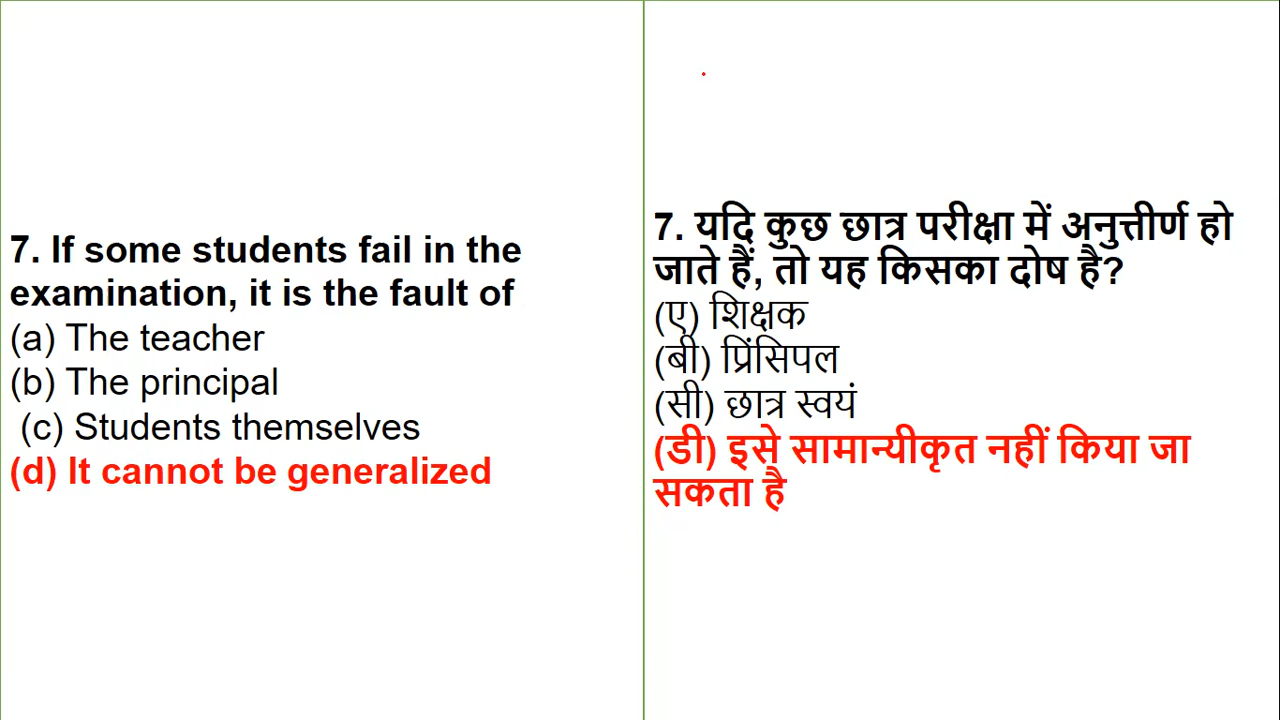 7. If some students fail in the
examination, it is the fault of
(a) The teacher
(b) The principal
(c) Students themselves
(d) It cannot be generalized
7. यदि कुछ छात्र परीक्षा में अनुत्तीर्ण हो
जाते हैं, तो यह किसका दोष है?
(ए) शिक्षक
(बी) प्रिंसिपल
(सी) छात्र स्वयं
(डी) इसे सामान्यीकृत नहीं किया जा
सकता है